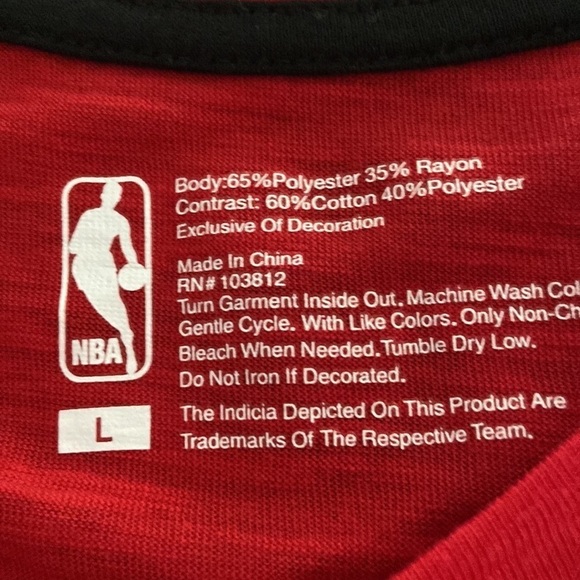 Body:65%Polyester 35% Rayon
Contrast: 60%Cotton 40%Polyester
Exclusive Of Decoration
Made In China
RN# 103812
Turn Garment Inside Out. Machine Wash
Gentle Cycle. With Like Colors. Only
Bleach When Needed. Tumble Dry Low.
Do Not Iron If Decorated.
The Indicia Depicted On This Product Are
Trademarks Of The Respective Team.
NBA
L